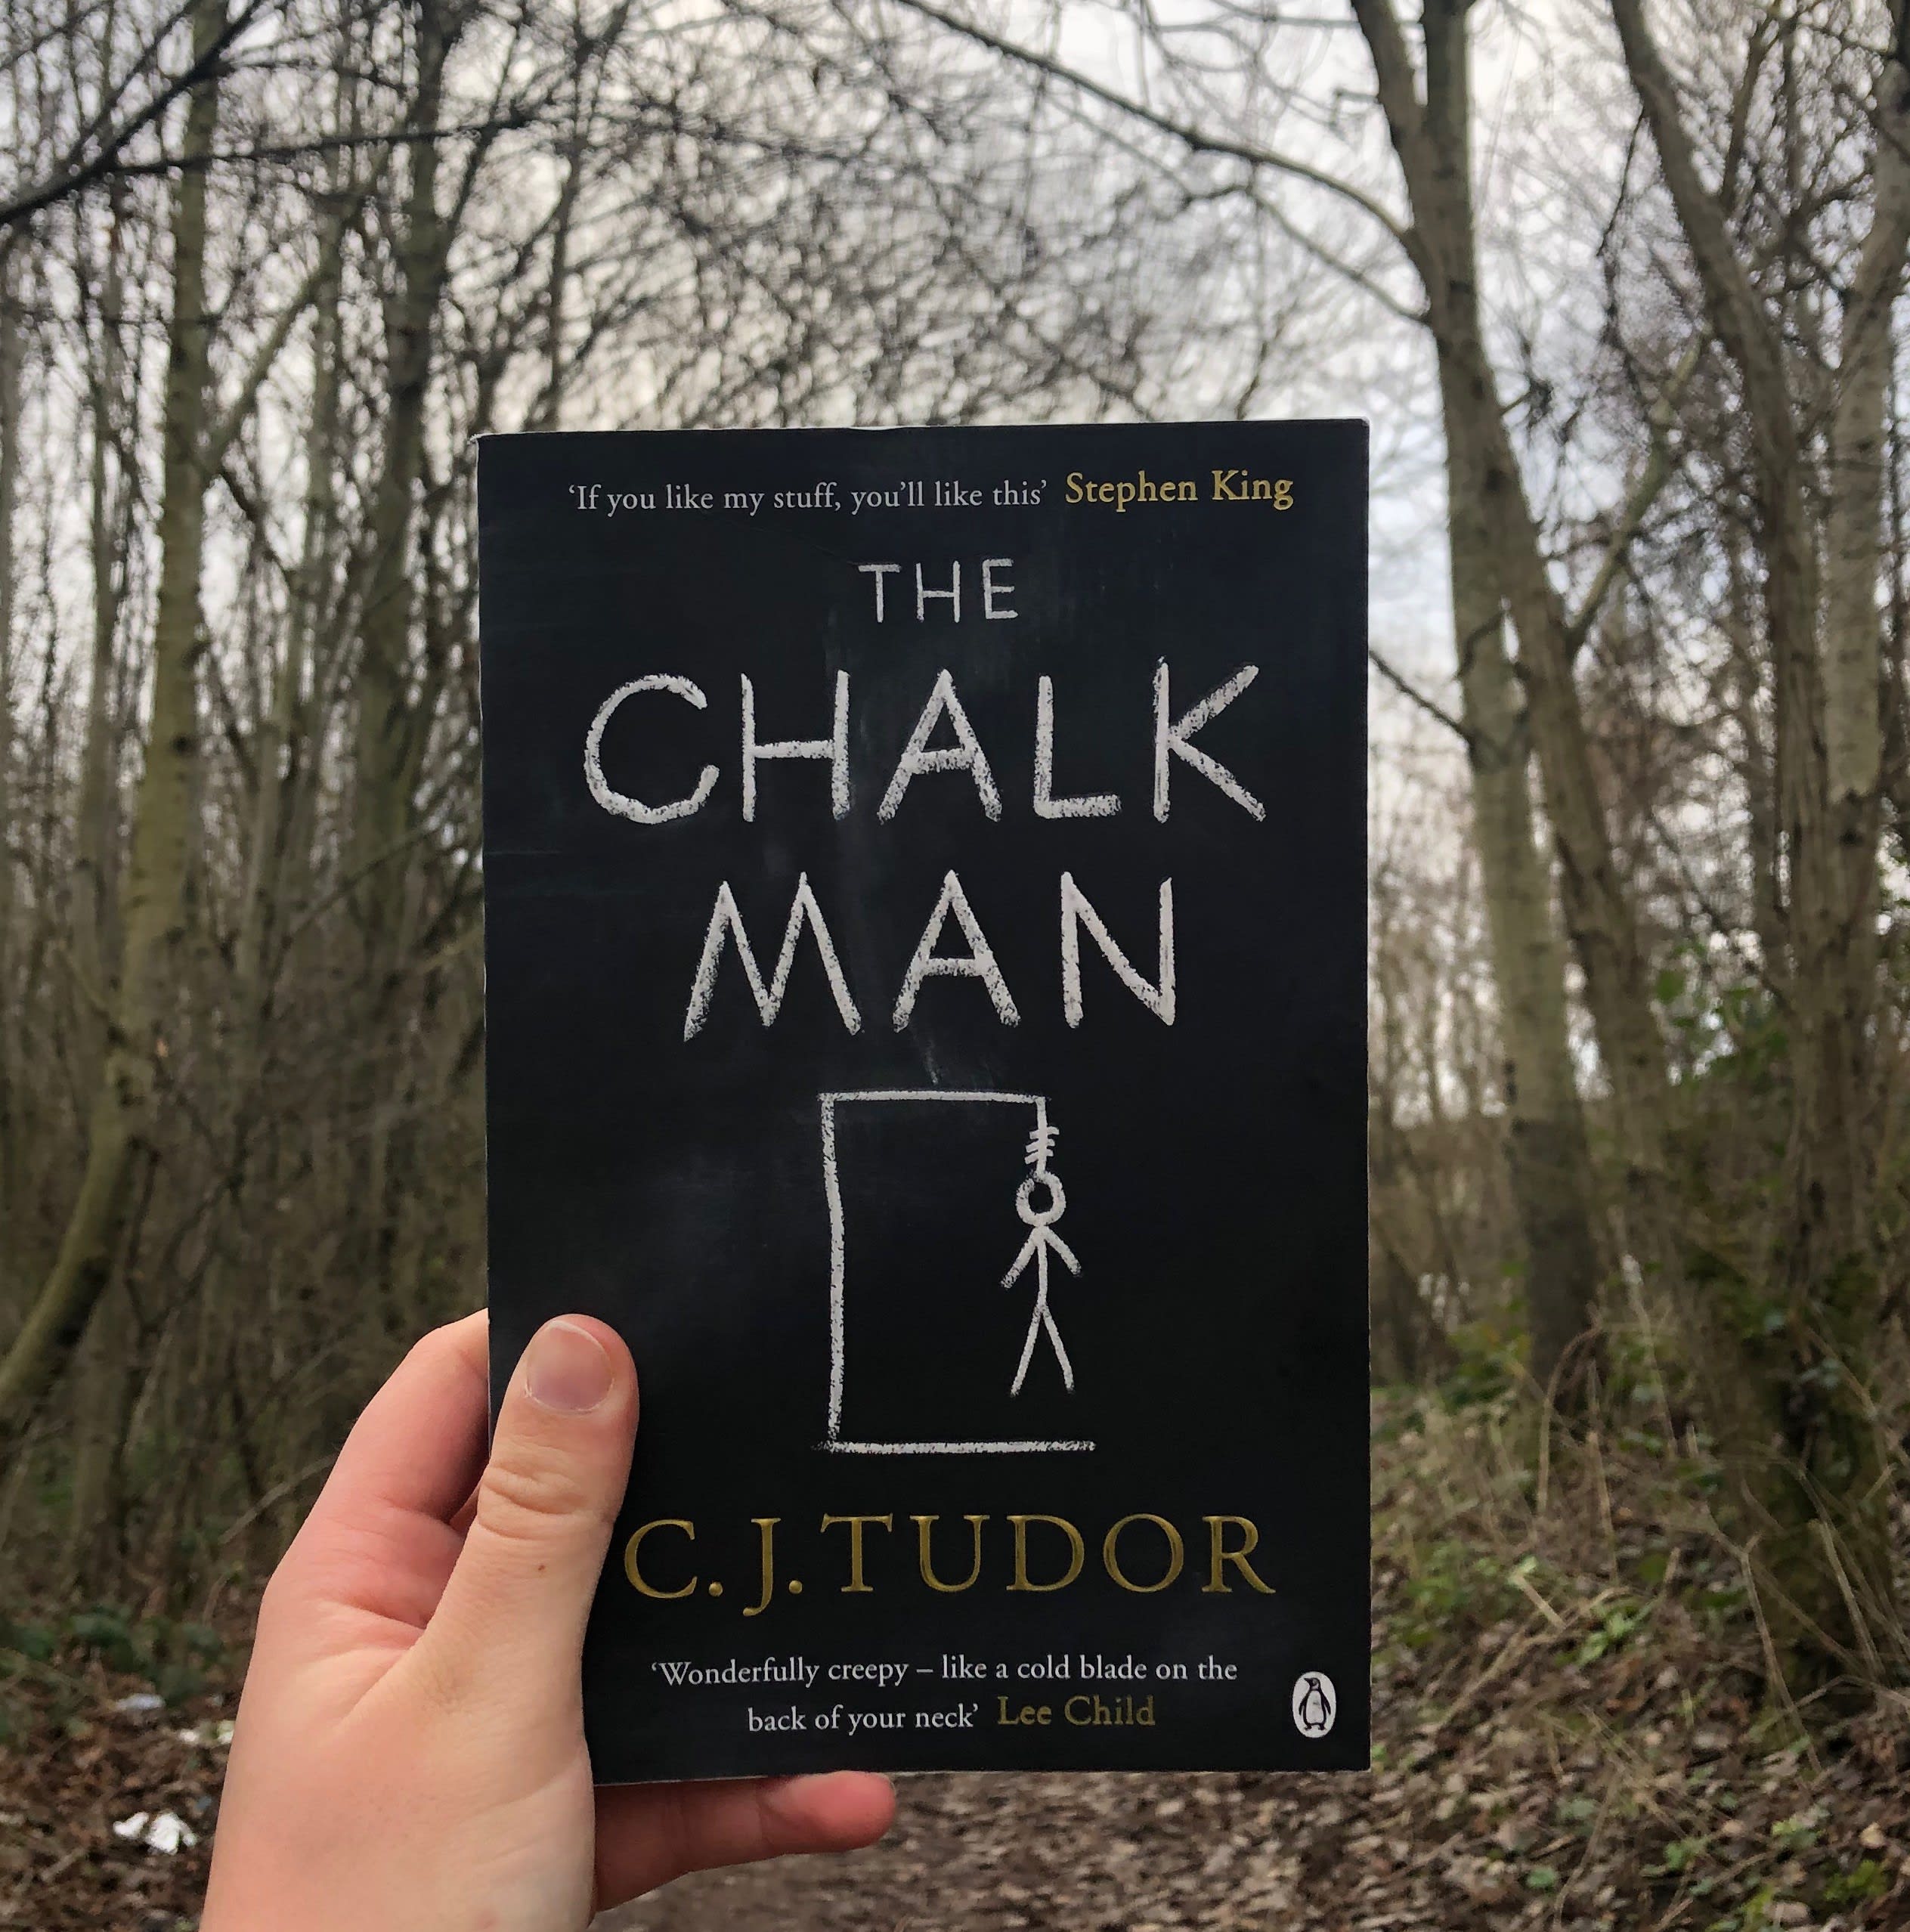 ‘If you like my stuff, you’ll like this’ Stephen King
THE
CHALK
MAN
C.J. TUDOR
‘Wonderfully creepy – like a cold blade on the
back of your neck’ Lee Child